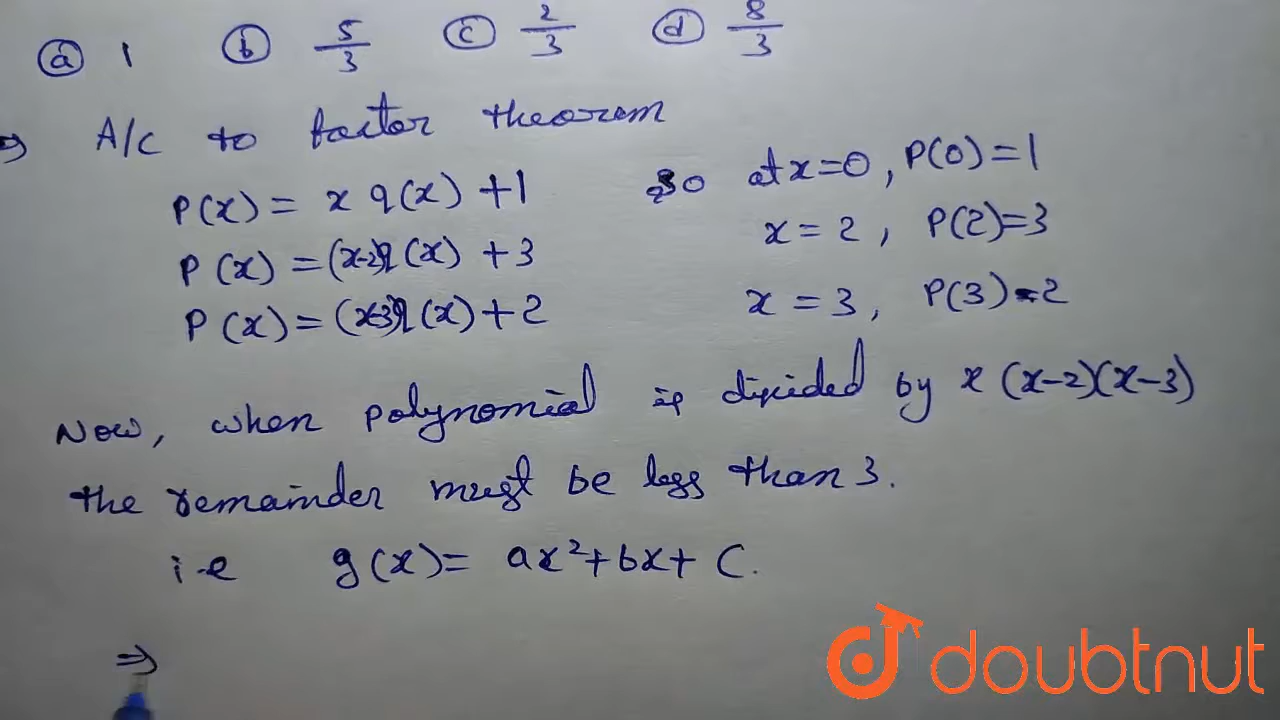 (a) 1 (b) 5/3 (c) 2/3 (d) 8/3
⇒ A/C to factor theorem
P(x) = x q(x) + 1 so at x=0, P(0)=1
P(x) = (x-2)q(x) + 3 x = 2, P(2)=3
P(x) = (x-3)q(x) + 2 x = 3, P(3)=2
Now, when polynomial is divided by x (x-2)(x-3)
the remainder must be less than 3.
i.e g(x) = ax²+bx+ C.
⇒
doubtnut